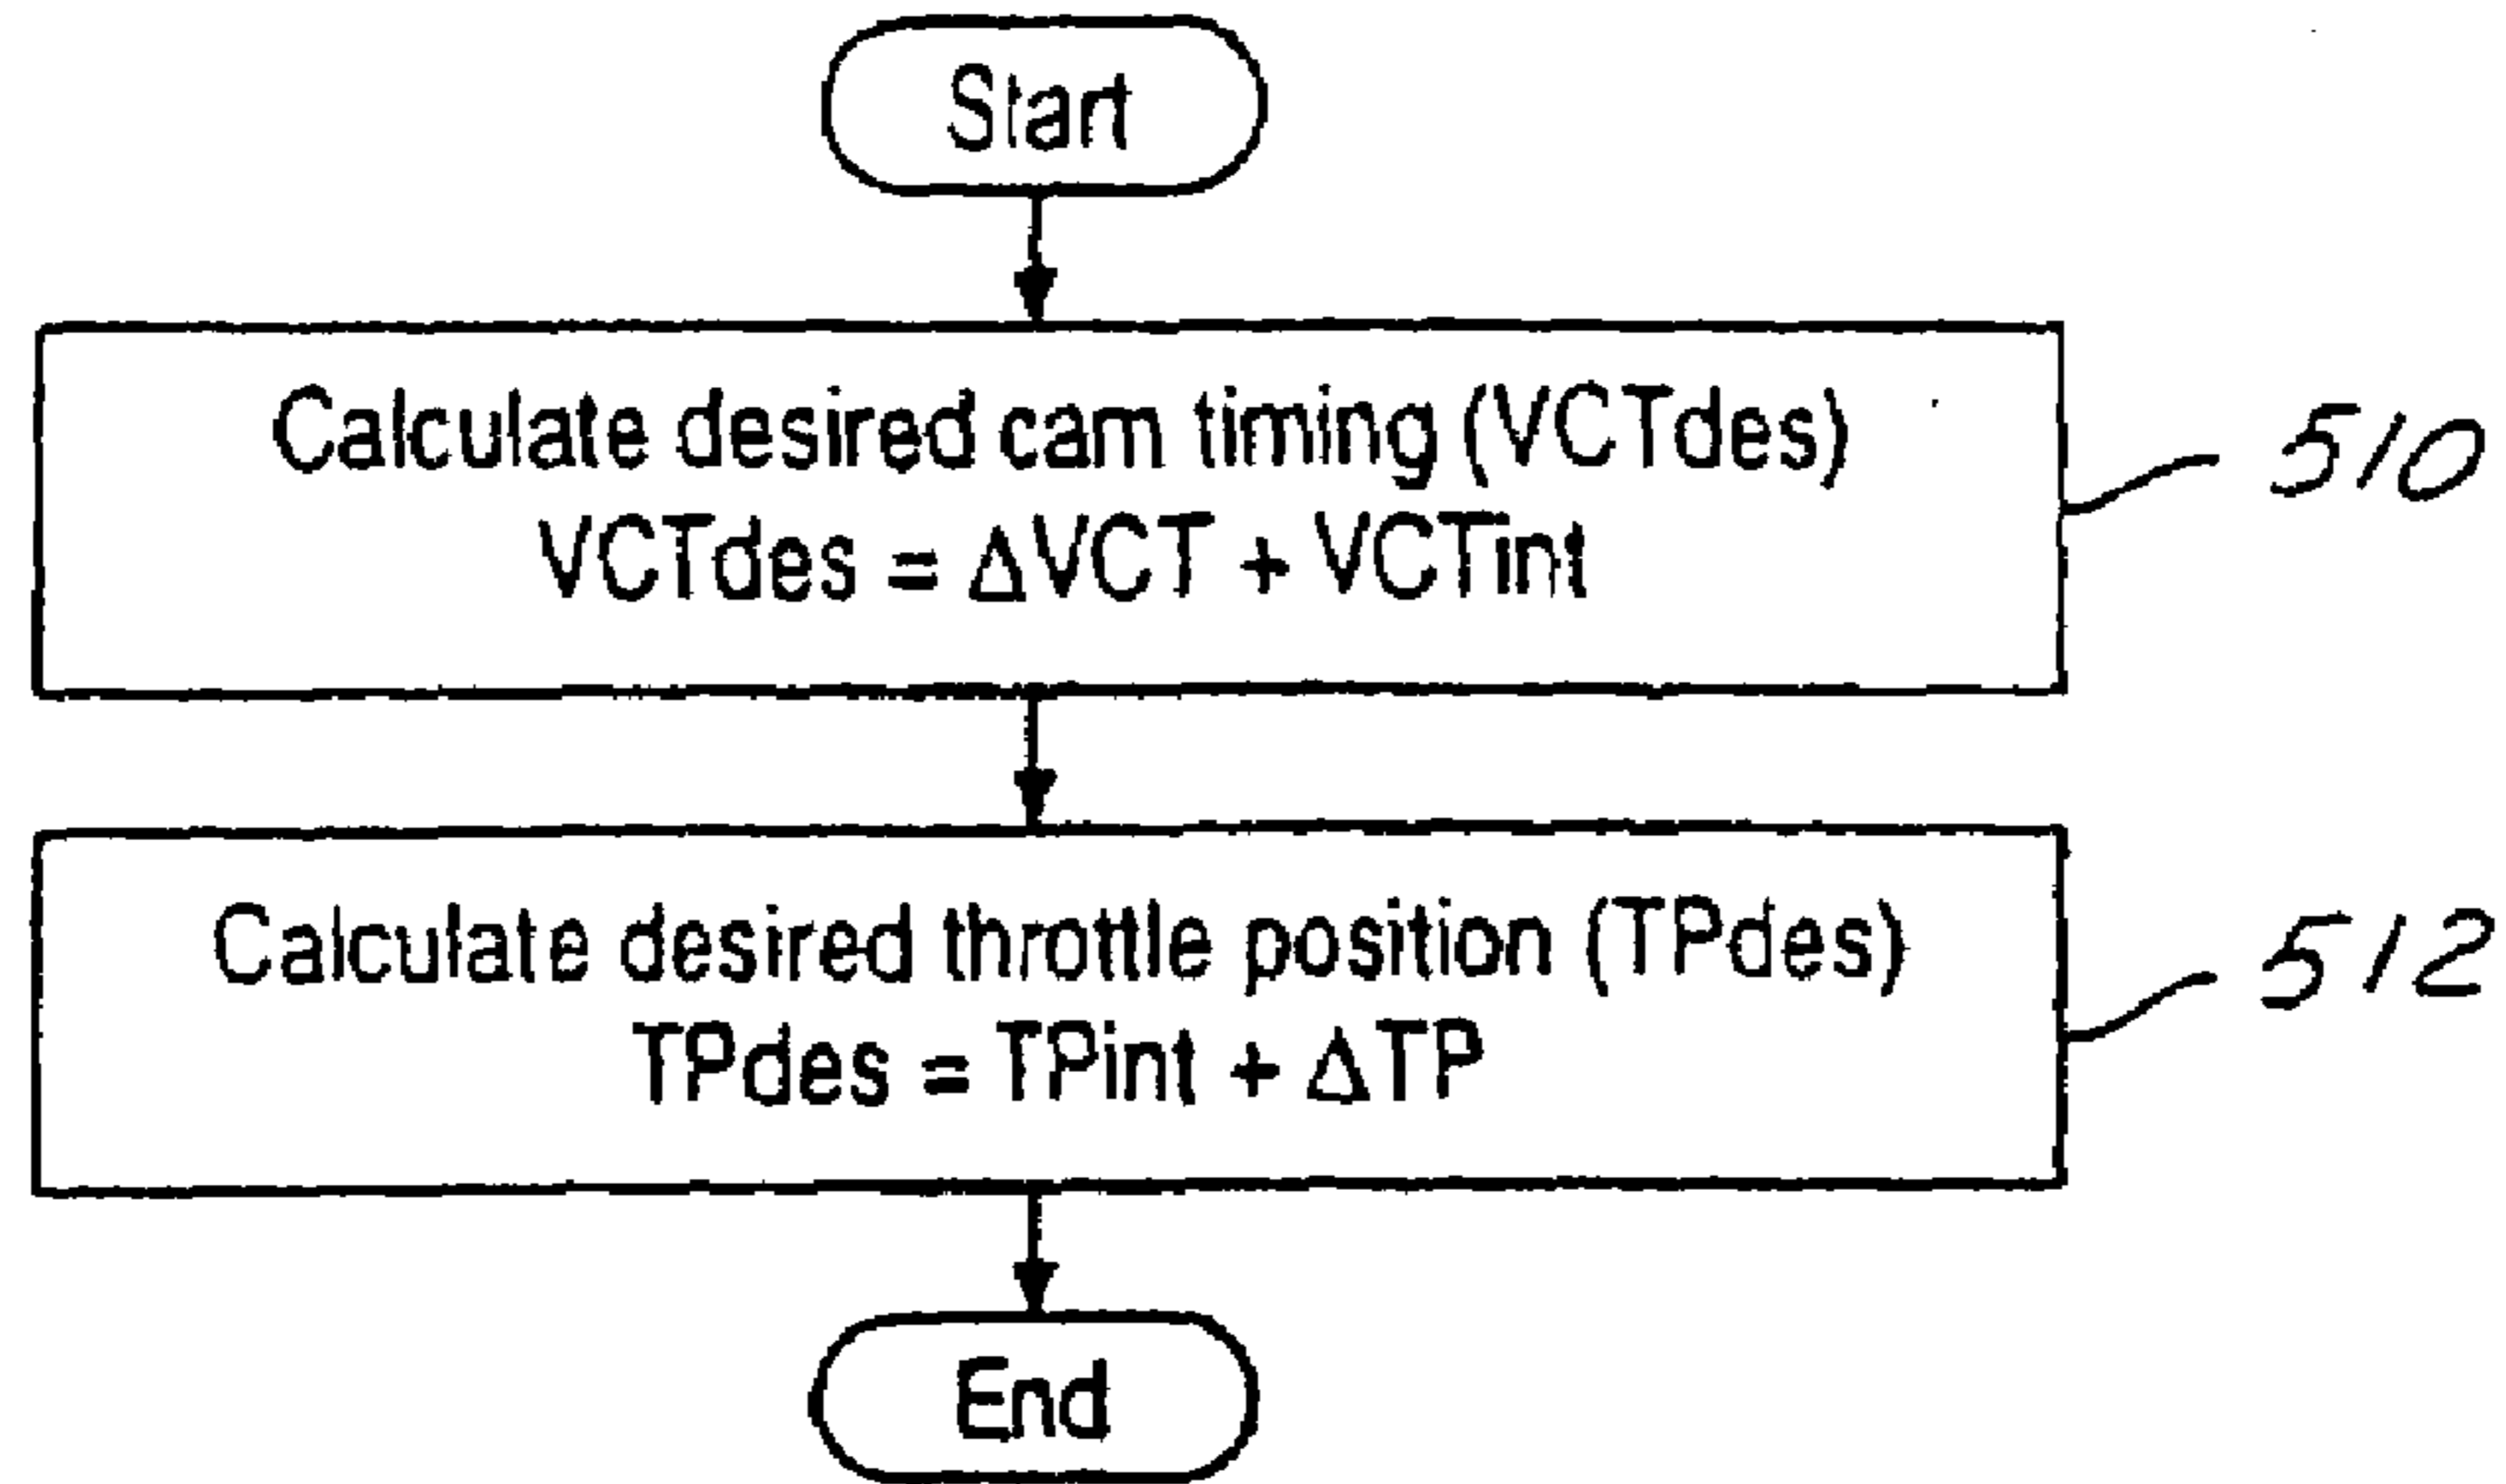 Start
Calculate desired cam timing (VCTdes)
VCTdes = ΔVCT + VCTint
510
Calculate desired throttle position (TPdes)
TPdes = TPint + ΔTP
512
End